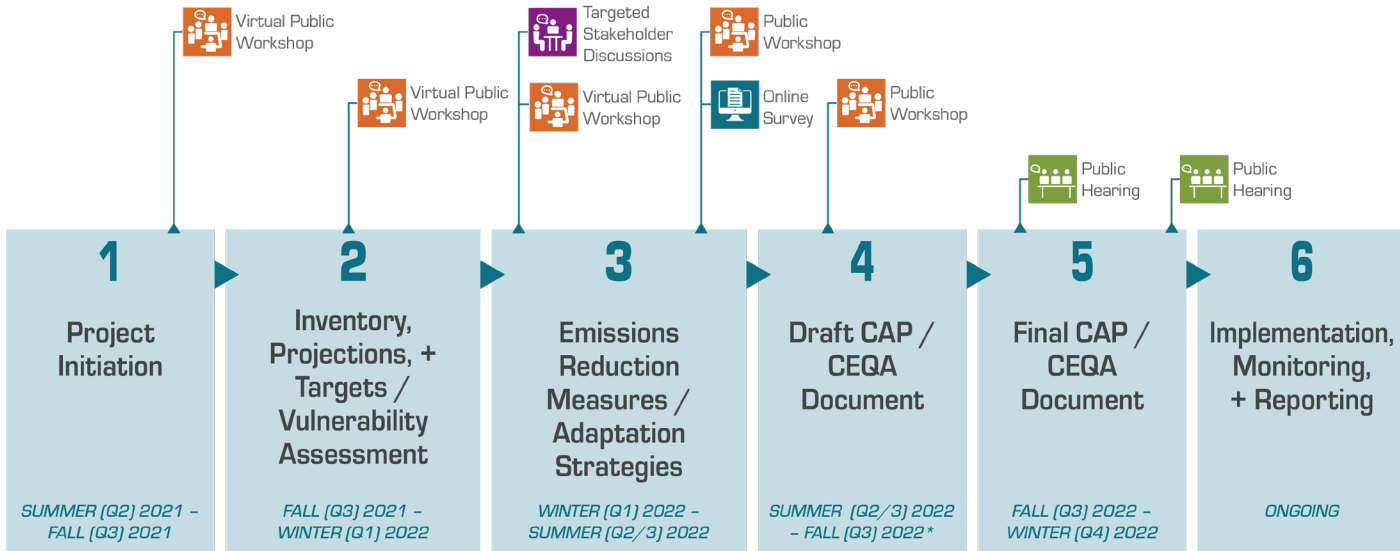 Virtual Public
Workshop
Virtual Public
Workshop
Targeted
Stakeholder
Discussions
Virtual Public
Workshop
Public
Workshop
Online
Survey
Public
Workshop
Public
Hearing
Public
Hearing
1
Project
Initiation
SUMMER (Q2) 2021 –
FALL (Q3) 2021
2
Inventory,
Projections, +
Targets /
Vulnerability
Assessment
FALL (Q3) 2021 –
WINTER (Q1) 2022
3
Emissions
Reduction
Measures /
Adaptation
Strategies
WINTER (Q1) 2022 –
SUMMER (Q2/3) 2022
4
Draft CAP /
CEQA
Document
SUMMER (Q2/3) 2022
– FALL (Q3) 2022*
5
Final CAP /
CEQA
Document
FALL (Q3) 2022 –
WINTER (Q4) 2022
6
Implementation,
Monitoring,
+ Reporting
ONGOING